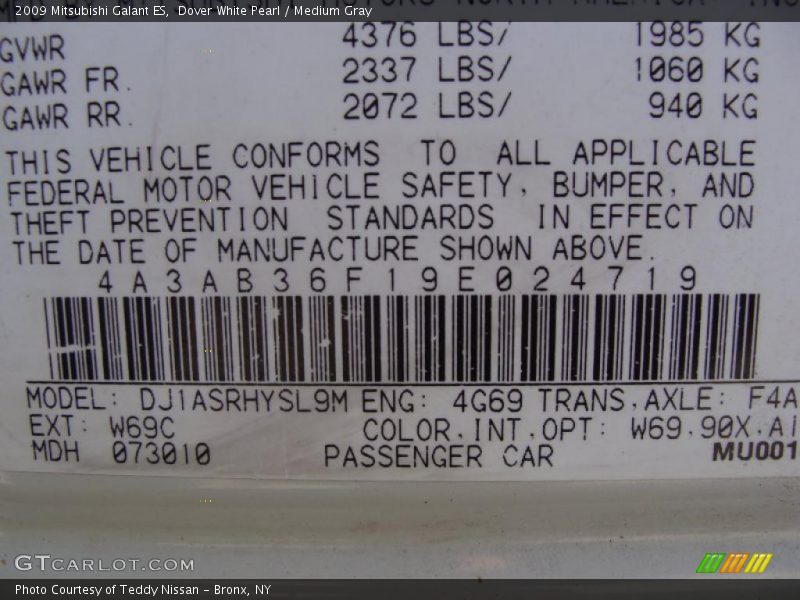 2009 Mitsubishi Galant ES, Dover White Pearl / Medium Gray
GVWR 4376 LBS/ 1985 KG
GAWR FR. 2337 LBS/ 1060 KG
GAWR RR. 2072 LBS/ 940 KG
THIS VEHICLE CONFORMS TO ALL APPLICABLE
FEDERAL MOTOR VEHICLE SAFETY, BUMPER, AND
THEFT PREVENTION STANDARDS IN EFFECT ON
THE DATE OF MANUFACTURE SHOWN ABOVE.
4A3AB36F19E024719
MODEL: DJ1ASRHYSL9M ENG: 4G69 TRANS,AXLE: F4A
EXT: W69C COLOR,INT,OPT: W69,90X,A
MDH 073010 PASSENGER CAR MU001
GTCARLOT.COM
Photo Courtesy of Teddy Nissan – Bronx, NY